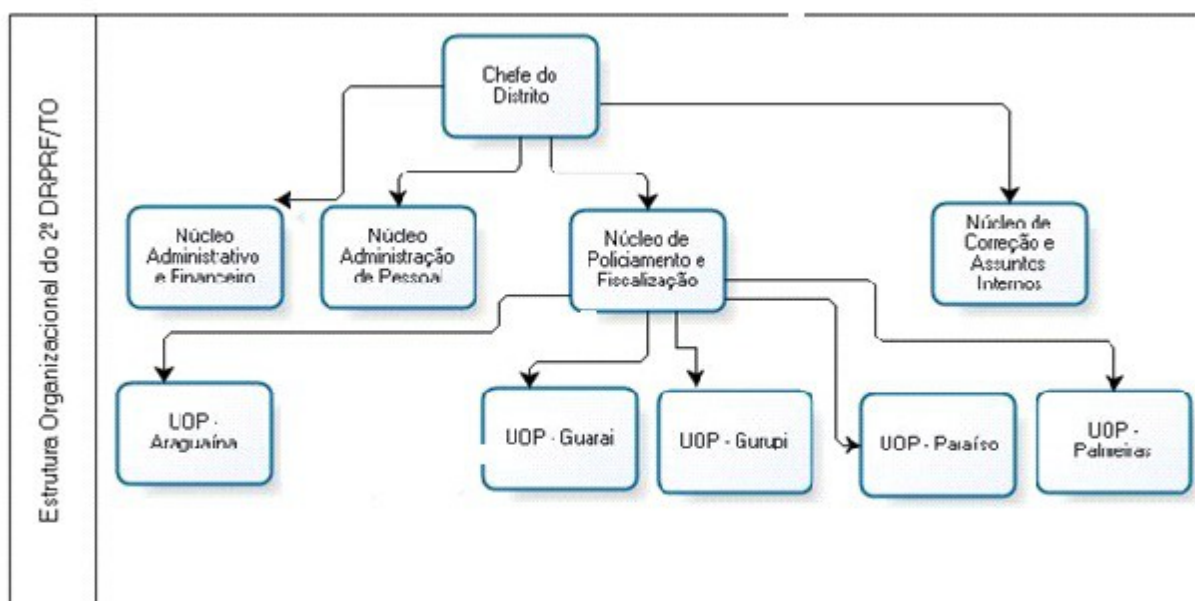 Estrutura Organizacional do 2º DRPRF/TO
Chefe do
Distrito
Núcleo
Administrativo
e Financeiro
Núcleo
Administração
de Pessoal
Núcleo de
Policiamento e
Fiscalização
Núcleo de
Correção e
Assuntos
Internos
UOP -
Araguaína
UOP - Guarai
UOP - Gurupi
UOP - Paraíso
UOP -
Palmeiras